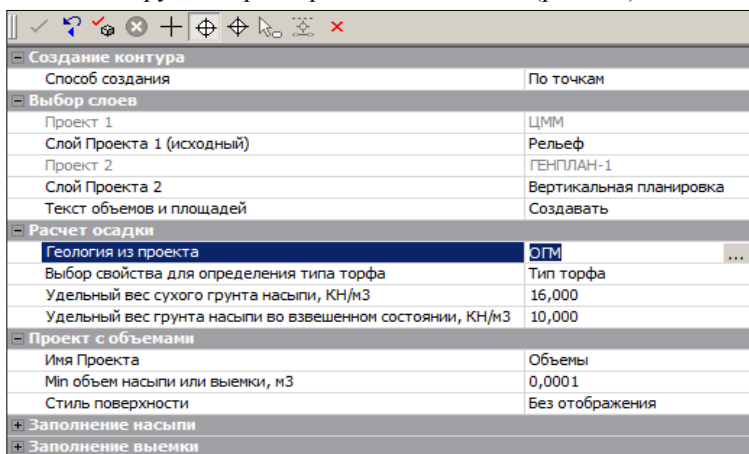 Создание контура
Способ создания По точкам
Выбор слоев
Проект 1 ЦММ
Слой Проекта 1 (исходный) Рельеф
Проект 2 ГЕНПЛАН-1
Слой Проекта 2 Вертикальная планировка
Текст объемов и площадей Создавать
Расчет осадки
Геология из проекта ОГМ ...
Выбор свойства для определения типа торфа Тип торфа
Удельный вес сухого грунта насыпи, КН/м3 16,000
Удельный вес грунта насыпи во взвешенном состоянии, КН/м3 10,000
Проект с объемами
Имя Проекта Объемы
Min объем насыпи или выемки, м3 0,0001
Стиль поверхности Без отображения
Заполнение насыпи
Заполнение выемки